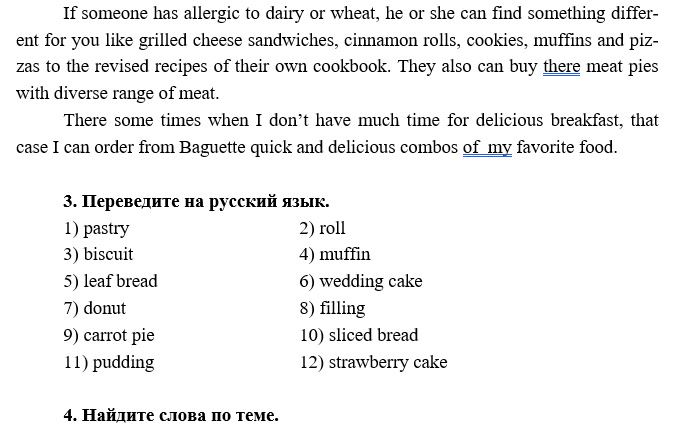 If someone has allergic to dairy or wheat, he or she can find something differ-
ent for you like grilled cheese sandwiches, cinnamon rolls, cookies, muffins and piz-
zas to the revised recipes of their own cookbook. They also can buy there meat pies
with diverse range of meat.
There some times when I don’t have much time for delicious breakfast, that
case I can order from Baguette quick and delicious combos of my favorite food.
3. Переведите на русский язык.
1) pastry 2) roll
3) biscuit 4) muffin
5) leaf bread 6) wedding cake
7) donut 8) filling
9) carrot pie 10) sliced bread
11) pudding 12) strawberry cake
4. Найдите слова по теме.